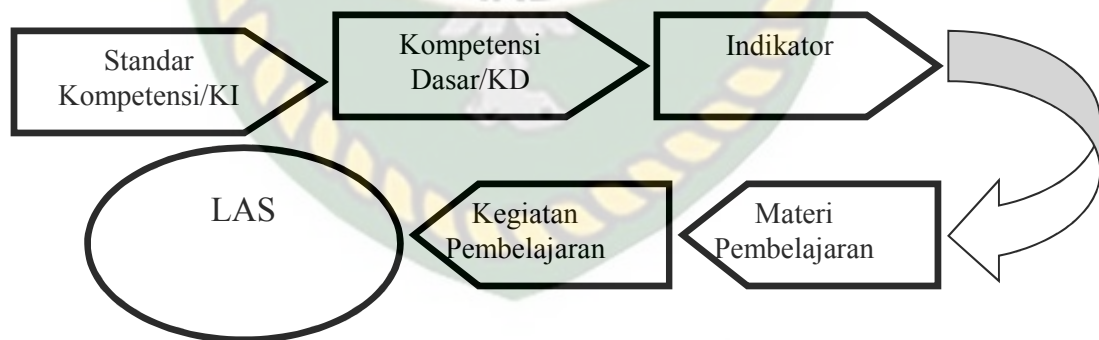 Standar
Kompetensi/KI
Kompetensi
Dasar/KD
Indikator
Materi
Pembelajaran
Kegiatan
Pembelajaran
LAS